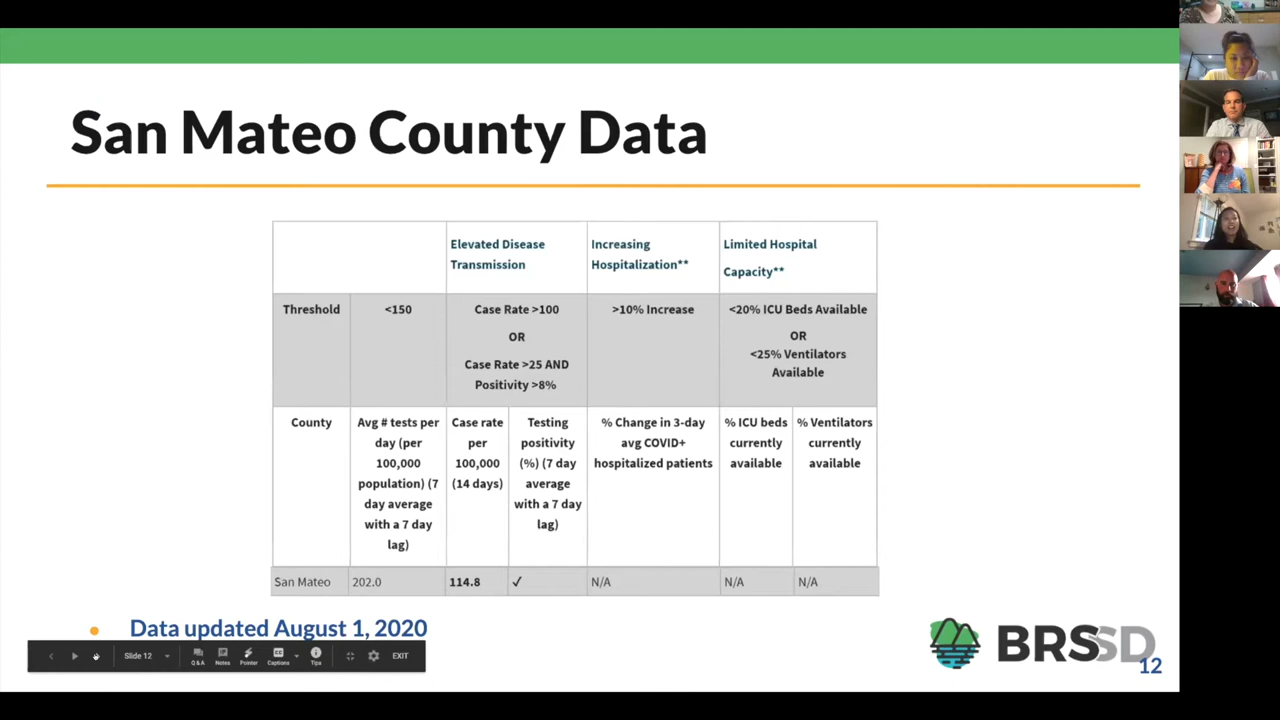 San Mateo County Data
Elevated Disease
Transmission
Increasing
Hospitalization**
Limited Hospital
Capacity**
Threshold
<150
Case Rate >100
OR
Case Rate >25 AND
Positivity >8%
>10% Increase
<20% ICU Beds Available
OR
<25% Ventilators
Available
County
Avg # tests per
day (per
100,000
population) (7
day average
with a 7 day
lag)
Case rate
per
100,000
(14 days)
Testing
positivity
(%) (7 day
average
with a 7 day
lag)
% Change in 3-day
avg COVID+
hospitalized patients
% ICU beds
currently
available
% Ventilators
currently
available
San Mateo
202.0
114.8
✓
N/A
N/A
N/A
• Data updated August 1, 2020
Slide 12
Q & A
Notes
Pointer
CC
Captions
Tips
EXIT
BRSSD
12